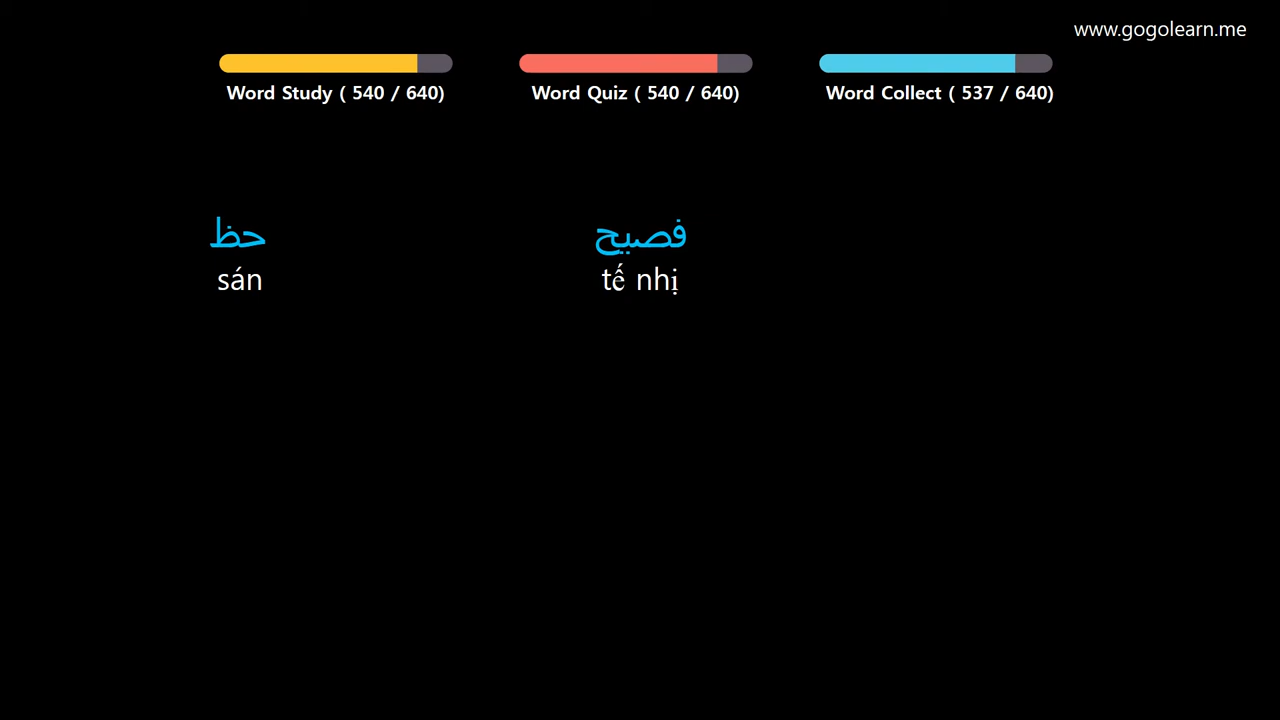 www.gogolearn.me
Word Study ( 540 / 640)
Word Quiz ( 540 / 640)
Word Collect ( 537 / 640)
حظ
sán
فصيح
tế nhị